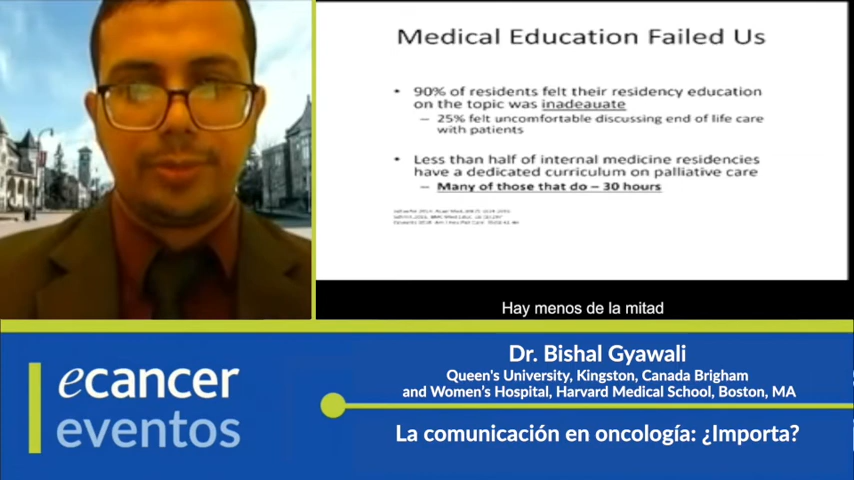 Medical Education Failed Us
• 90% of residents felt their residency education
on the topic was inadeauate
– 25% felt uncomfortable discussing end of life care
with patients
• Less than half of internal medicine residencies
have a dedicated curriculum on palliative care
– Many of those that do – 30 hours
Hay menos de la mitad
ecancer
eventos
Dr. Bishal Gyawali
Queen's University, Kingston, Canada Brigham
and Women's Hospital, Harvard Medical School, Boston, MA
La comunicación en oncología: ¿Importa?